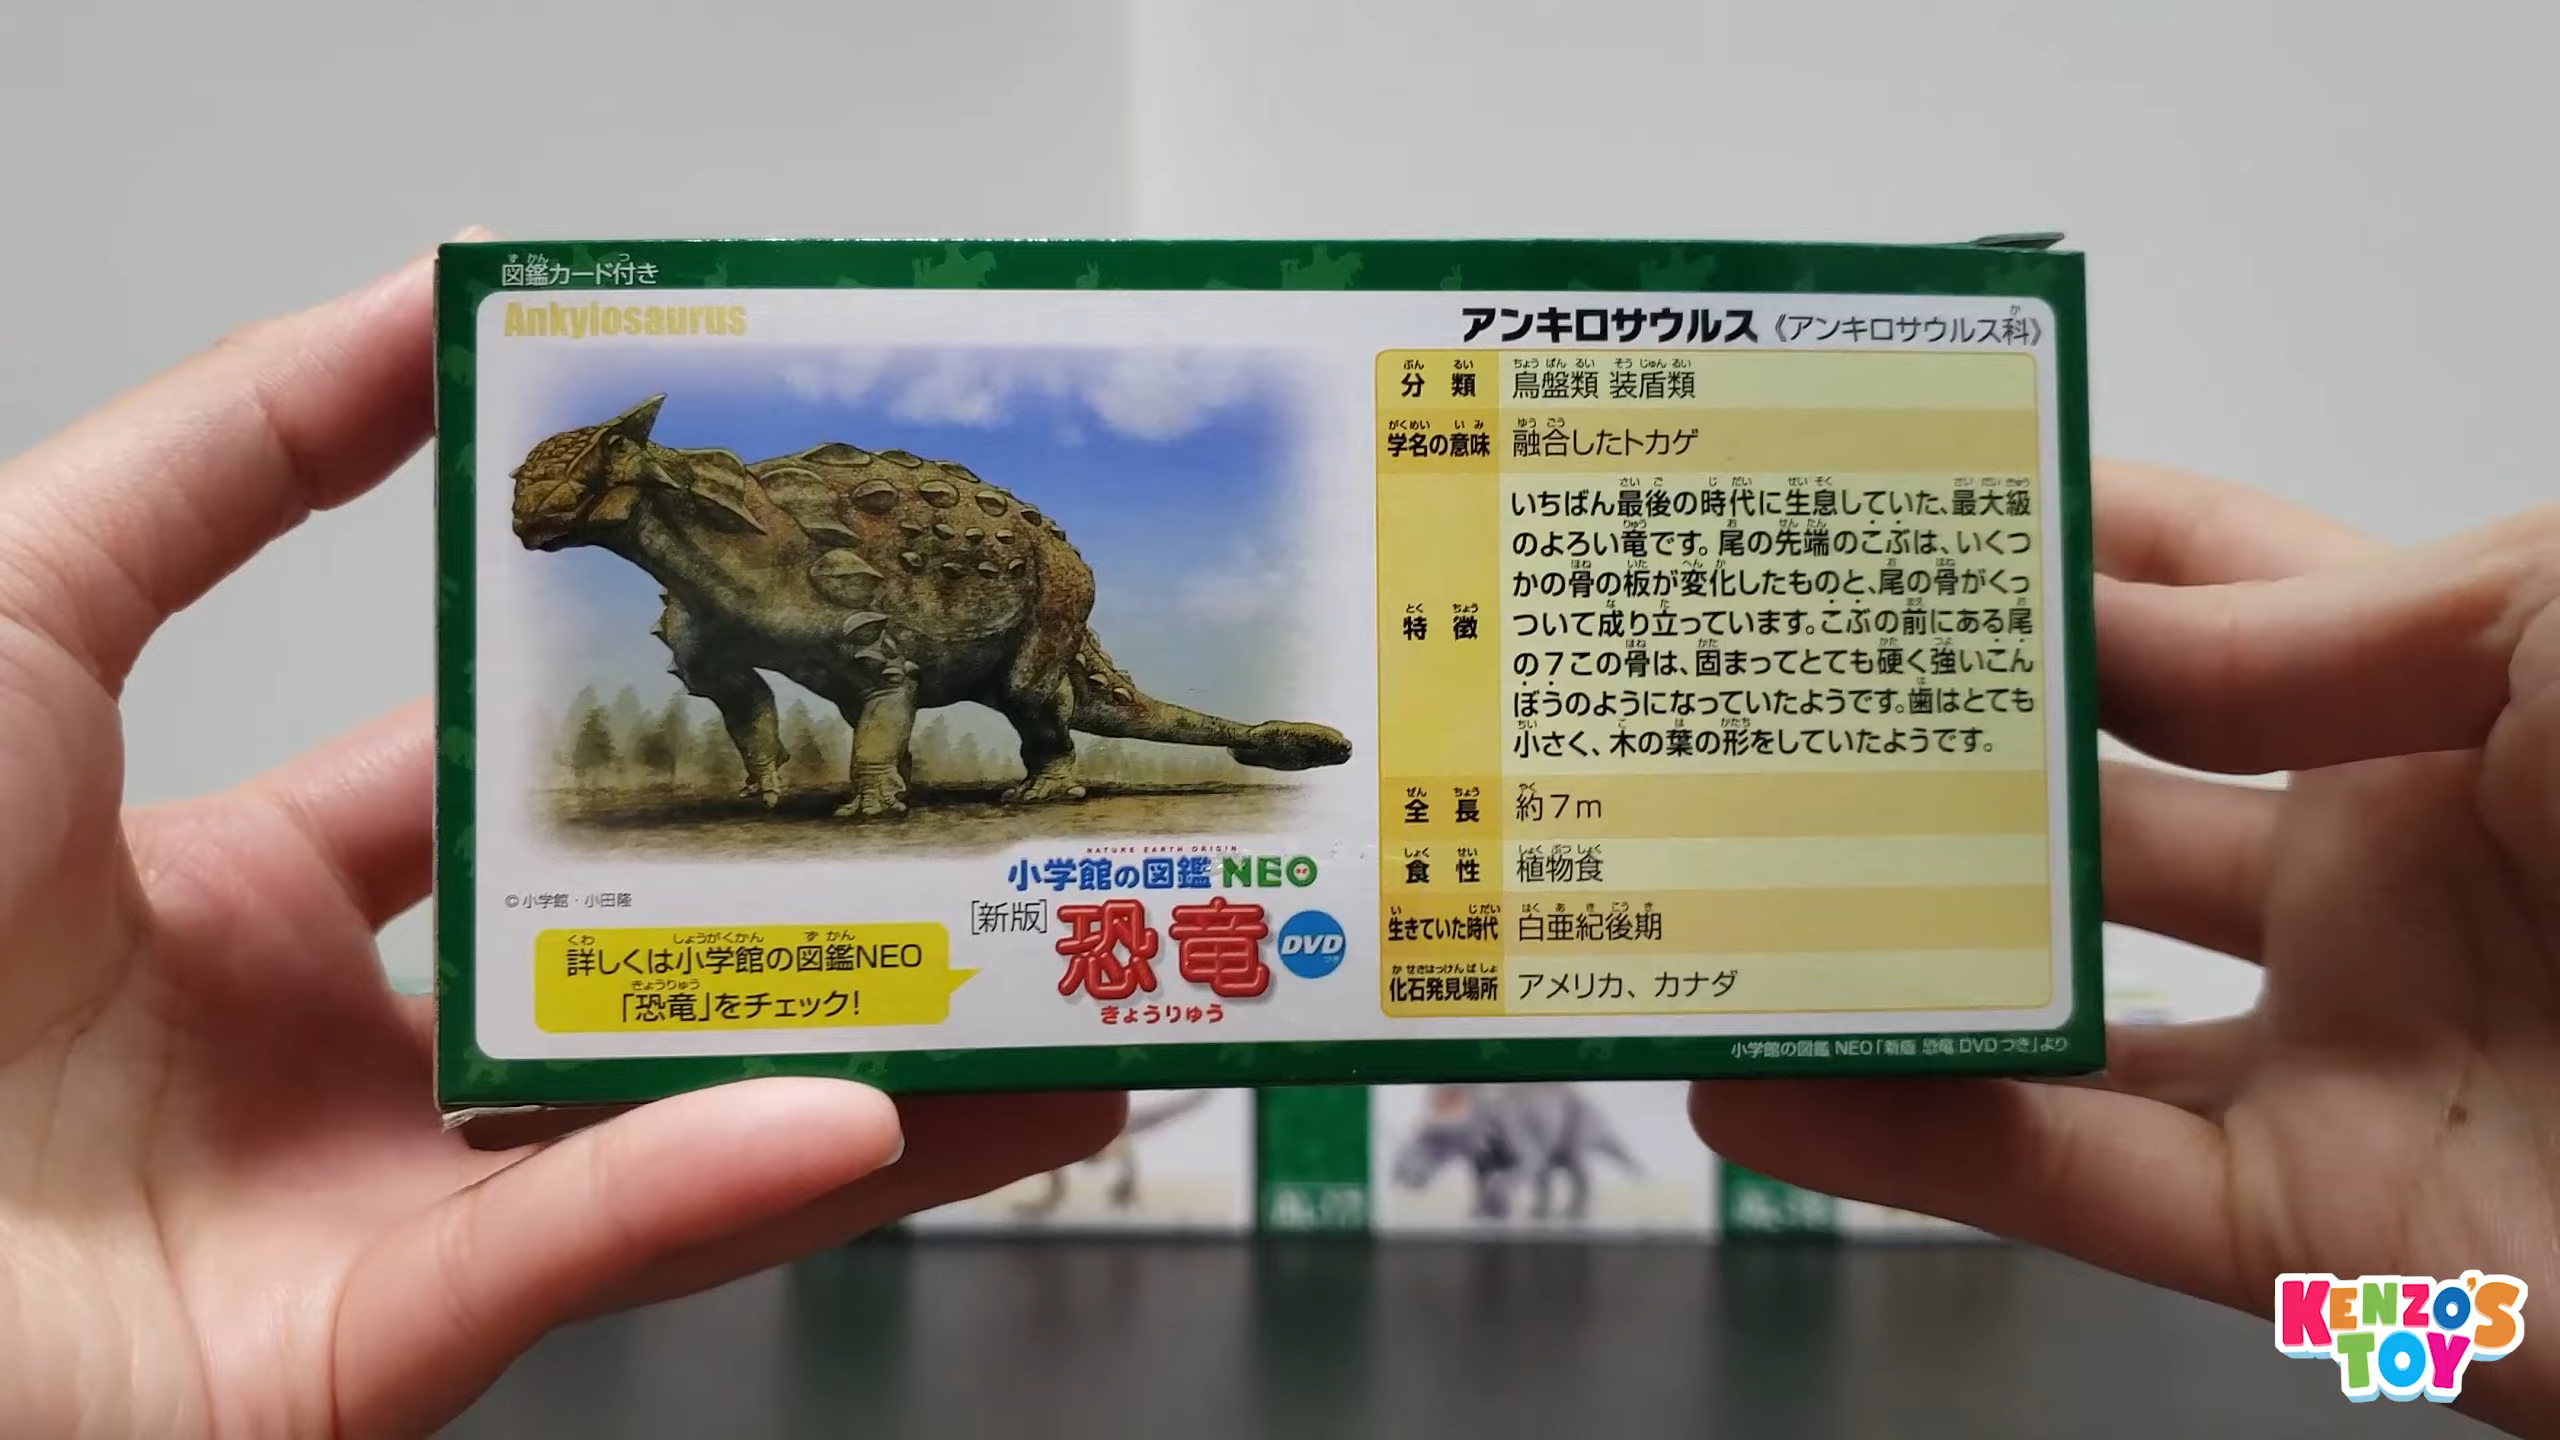 図鑑カード付き
Ankylosaurus
アンキロサウルス《アンキロサウルス科》
分類 鳥盤類 装盾類
学名の意味 融合したトカゲ
特徴
いちばん最後の時代に生息していた、最大級
のよろい竜です。尾の先端のこぶは、いくつ
かの骨の板が変化したものと、尾の骨がくっ
ついて成り立っています。こぶの前にある尾
の7この骨は、固まってとても硬く強いこん
ぼうのようになっていたようです。歯はとても
小さく、木の葉の形をしていたようです。
全長 約7m
食性 植物食
生きていた時代 白亜紀後期
化石発見場所 アメリカ、カナダ
©小学館・小田隆
詳しくは小学館の図鑑NEO
「恐竜」をチェック!
NATURE EARTH ORIGIN
小学館の図鑑NEO
[新版] 恐竜 DVDつき
きょうりゅう
小学館の図鑑 NEO「新版 恐竜 DVDつき」より
KENZO'S
TOY